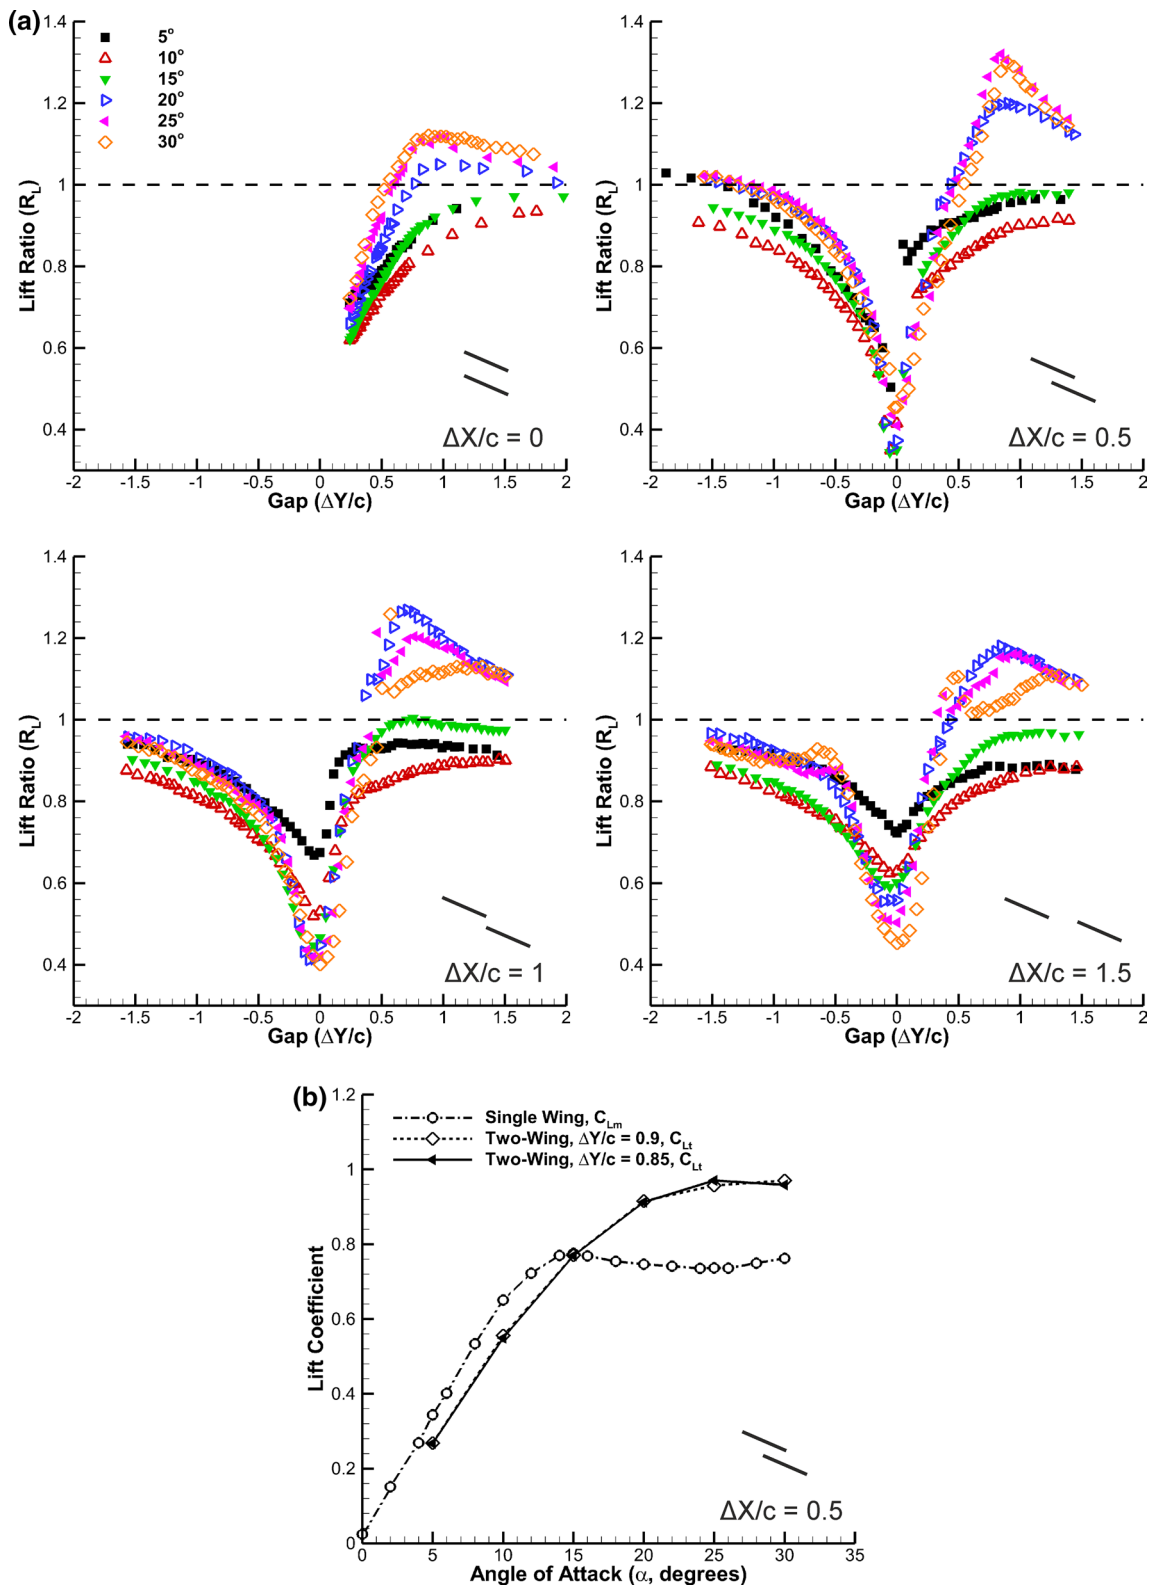 (a)
1.4
1.2
1
0.8
0.6
0.4
Lift Ratio (R_L)
5°
10°
15°
20°
25°
30°
ΔX/c = 0
-2 -1.5 -1 -0.5 0 0.5 1 1.5 2
Gap (ΔY/c)
1.4
1.2
1
0.8
0.6
0.4
Lift Ratio (R_L)
ΔX/c = 0.5
-2 -1.5 -1 -0.5 0 0.5 1 1.5 2
Gap (ΔY/c)
1.4
1.2
1
0.8
0.6
0.4
Lift Ratio (R_L)
ΔX/c = 1
-2 -1.5 -1 -0.5 0 0.5 1 1.5 2
Gap (ΔY/c)
1.4
1.2
1
0.8
0.6
0.4
Lift Ratio (R_L)
ΔX/c = 1.5
-2 -1.5 -1 -0.5 0 0.5 1 1.5 2
Gap (ΔY/c)
(b)
1.2
1
0.8
0.6
0.4
0.2
0
Lift Coefficient
Single Wing, C_Lm
Two-Wing, ΔY/c = 0.9, C_Lt
Two-Wing, ΔY/c = 0.85, C_Lt
ΔX/c = 0.5
0 5 10 15 20 25 30 35
Angle of Attack (α, degrees)